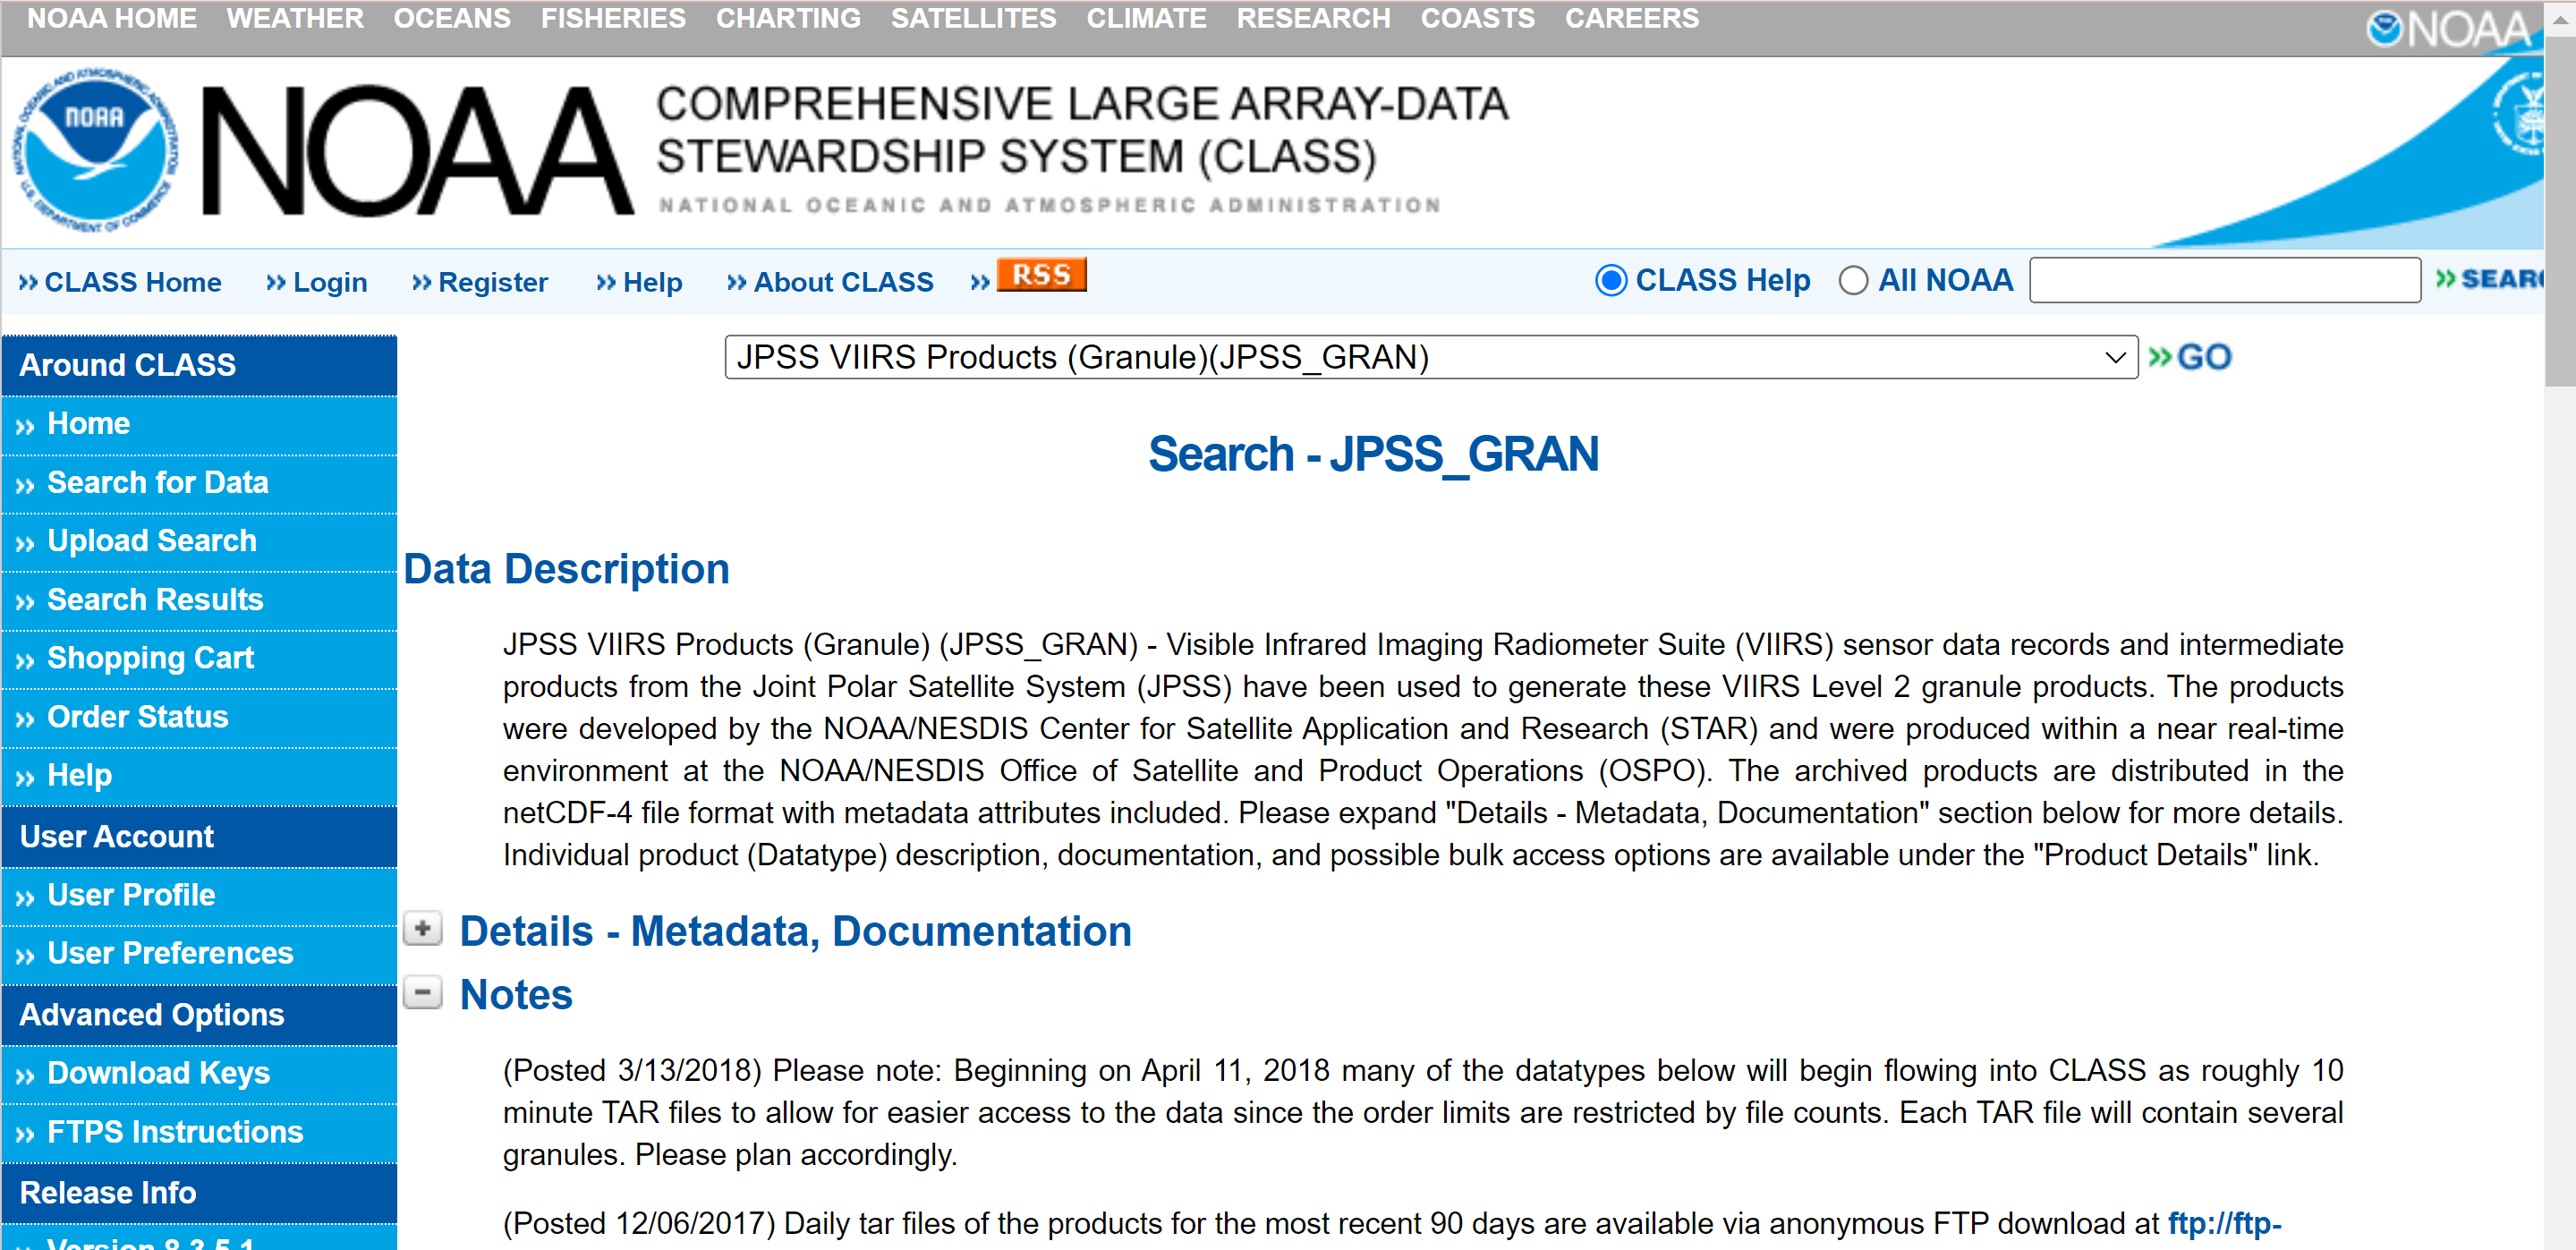 NOAA HOME WEATHER OCEANS FISHERIES CHARTING SATELLITES CLIMATE RESEARCH COASTS CAREERS
NOAA
NATIONAL OCEANIC AND ATMOSPHERIC ADMINISTRATION
U.S. DEPARTMENT OF COMMERCE
NOAA
NOAA
COMPREHENSIVE LARGE ARRAY-DATA
STEWARDSHIP SYSTEM (CLASS)
NATIONAL OCEANIC AND ATMOSPHERIC ADMINISTRATION
CLASS Home Login Register Help About CLASS RSS
CLASS Help All NOAA
JPSS VIIRS Products (Granule)(JPSS_GRAN) GO
Around CLASS
Home
Search for Data
Upload Search
Search Results
Shopping Cart
Order Status
Help
User Account
User Profile
User Preferences
Advanced Options
Download Keys
FTPS Instructions
Release Info
Version 8.3.5.1
Search - JPSS_GRAN
Data Description
JPSS VIIRS Products (Granule) (JPSS_GRAN) - Visible Infrared Imaging Radiometer Suite (VIIRS) sensor data records and intermediate
products from the Joint Polar Satellite System (JPSS) have been used to generate these VIIRS Level 2 granule products. The products
were developed by the NOAA/NESDIS Center for Satellite Application and Research (STAR) and were produced within a near real-time
environment at the NOAA/NESDIS Office of Satellite and Product Operations (OSPO). The archived products are distributed in the
netCDF-4 file format with metadata attributes included. Please expand "Details - Metadata, Documentation" section below for more details.
Individual product (Datatype) description, documentation, and possible bulk access options are available under the "Product Details" link.
Details - Metadata, Documentation
Notes
(Posted 3/13/2018) Please note: Beginning on April 11, 2018 many of the datatypes below will begin flowing into CLASS as roughly 10
minute TAR files to allow for easier access to the data since the order limits are restricted by file counts. Each TAR file will contain several
granules. Please plan accordingly.
(Posted 12/06/2017) Daily tar files of the products for the most recent 90 days are available via anonymous FTP download at ftp://ftp-